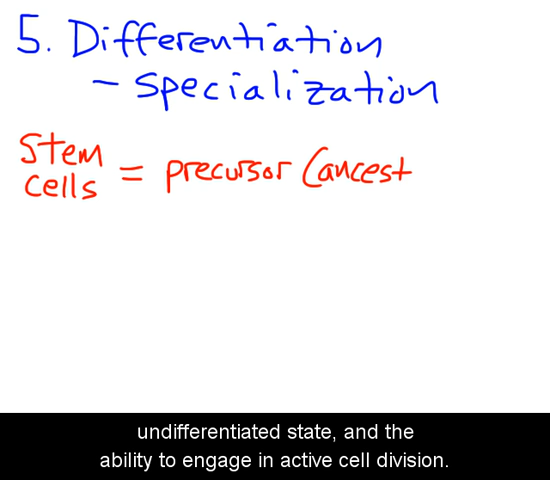 5. Differentiation
- Specialization
Stem
cells = precursor (ancest
undifferentiated state, and the
ability to engage in active cell division.